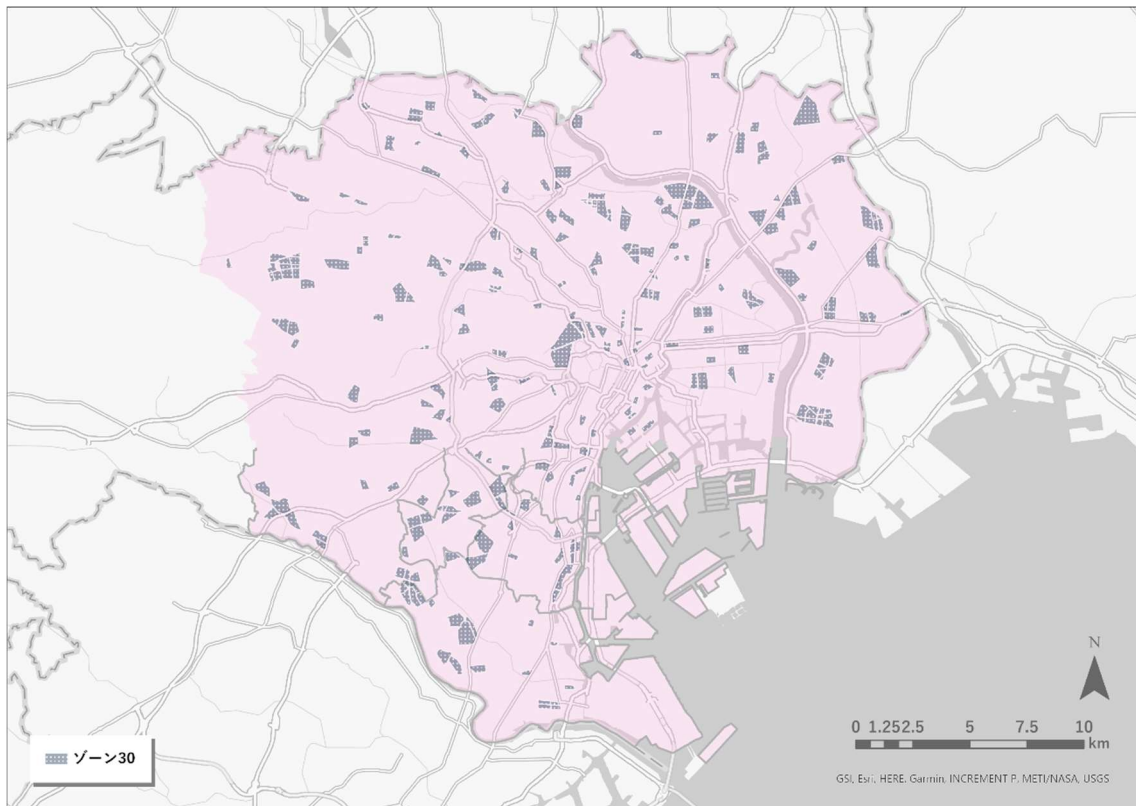 N
0 1.252.5 5 7.5 10
km
ゾーン30
GSI, Esri, HERE, Garmin, INCREMENT P, METI/NASA, USGS